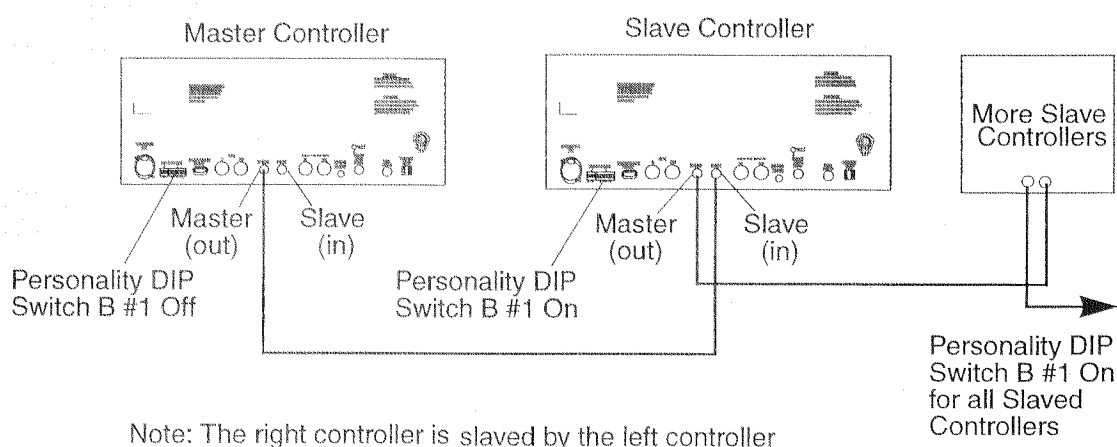 Master Controller
Slave Controller
More Slave
Controllers
Master
(out)
Slave
(in)
Master
(out)
Slave
(in)
Personality DIP
Switch B #1 Off
Personality DIP
Switch B #1 On
Personality DIP
Switch B #1 On
for all Slaved
Controllers
Note: The right controller is slaved by the left controller